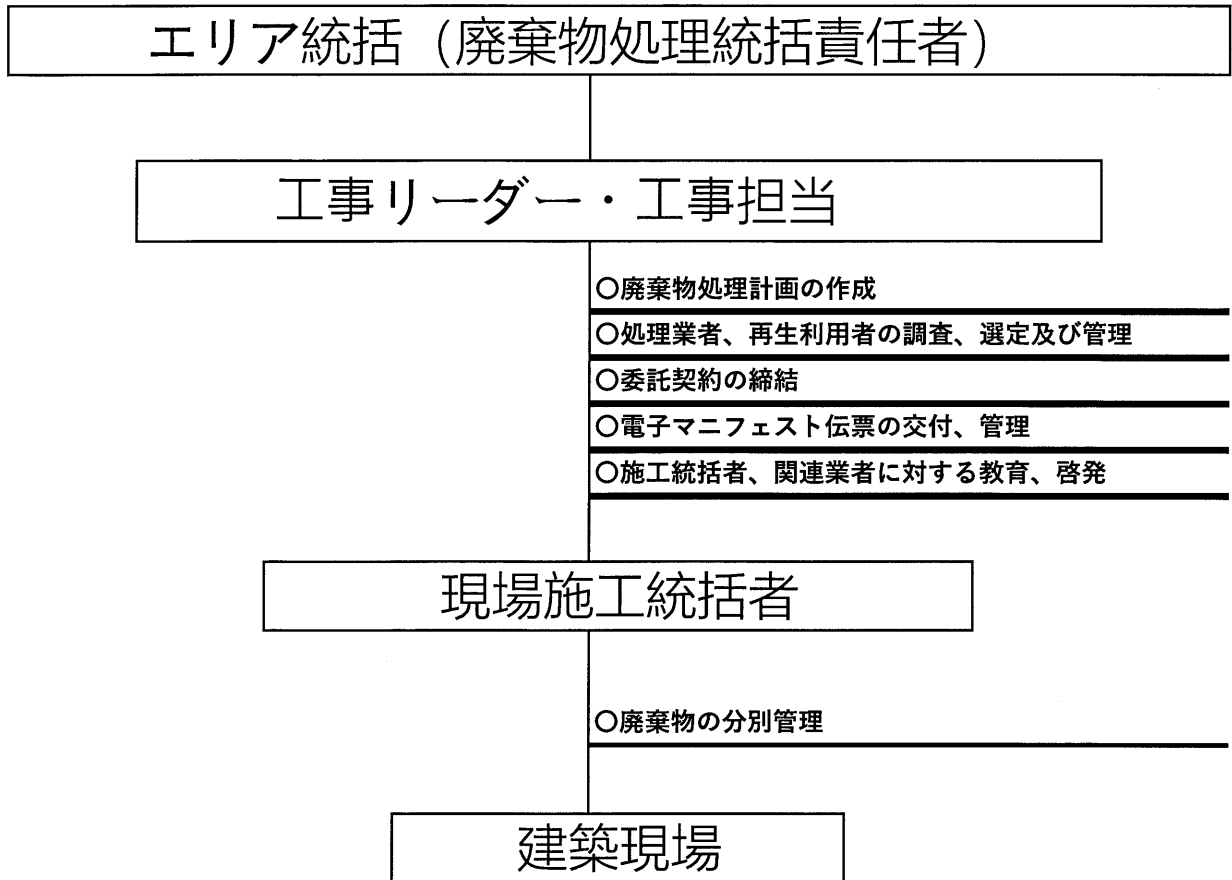 エリア統括（廃棄物処理統括責任者）
工事リーダー・工事担当
○廃棄物処理計画の作成
○処理業者、再生利用者の調査、選定及び管理
○委託契約の締結
○電子マニフェスト伝票の交付、管理
○施工統括者、関連業者に対する教育、啓発
現場施工統括者
○廃棄物の分別管理
建築現場